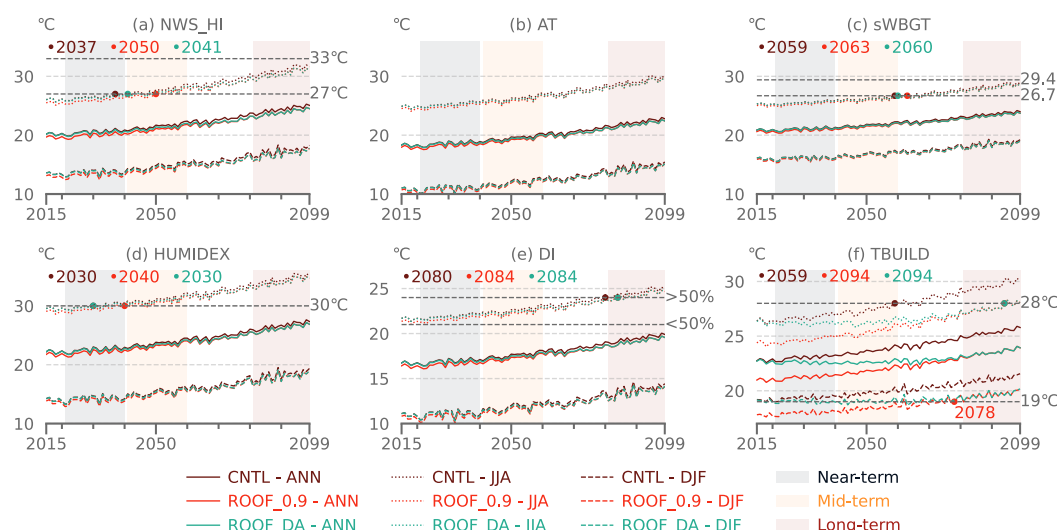 ℃ (a) NWS_HI
2037 2050 2041
33℃
30
27℃
20
10
2015 2050 2099
℃ (b) AT
2015 2050 2099
℃ (c) sWBGT
2059 2063 2060
30
29.4
26.7
20
10
2015 2050 2099
℃ (d) HUMIDEX
2030 2040 2030
40
30
30℃
20
10
2015 2050 2099
℃ (e) DI
2080 2084 2084
25
>50%
<50%
20
15
10
2015 2050 2099
℃ (f) TBUILD
2059 2094 2094
30
28℃
25
20
19℃
2078
2015 2050 2099
CNTL - ANN CNTL - JJA CNTL - DJF Near-term
ROOF_0.9 - ANN ROOF_0.9 - JJA ROOF_0.9 - DJF Mid-term
ROOF_DA - ANN ROOF_DA - JJA ROOF_DA - DJF Long-term